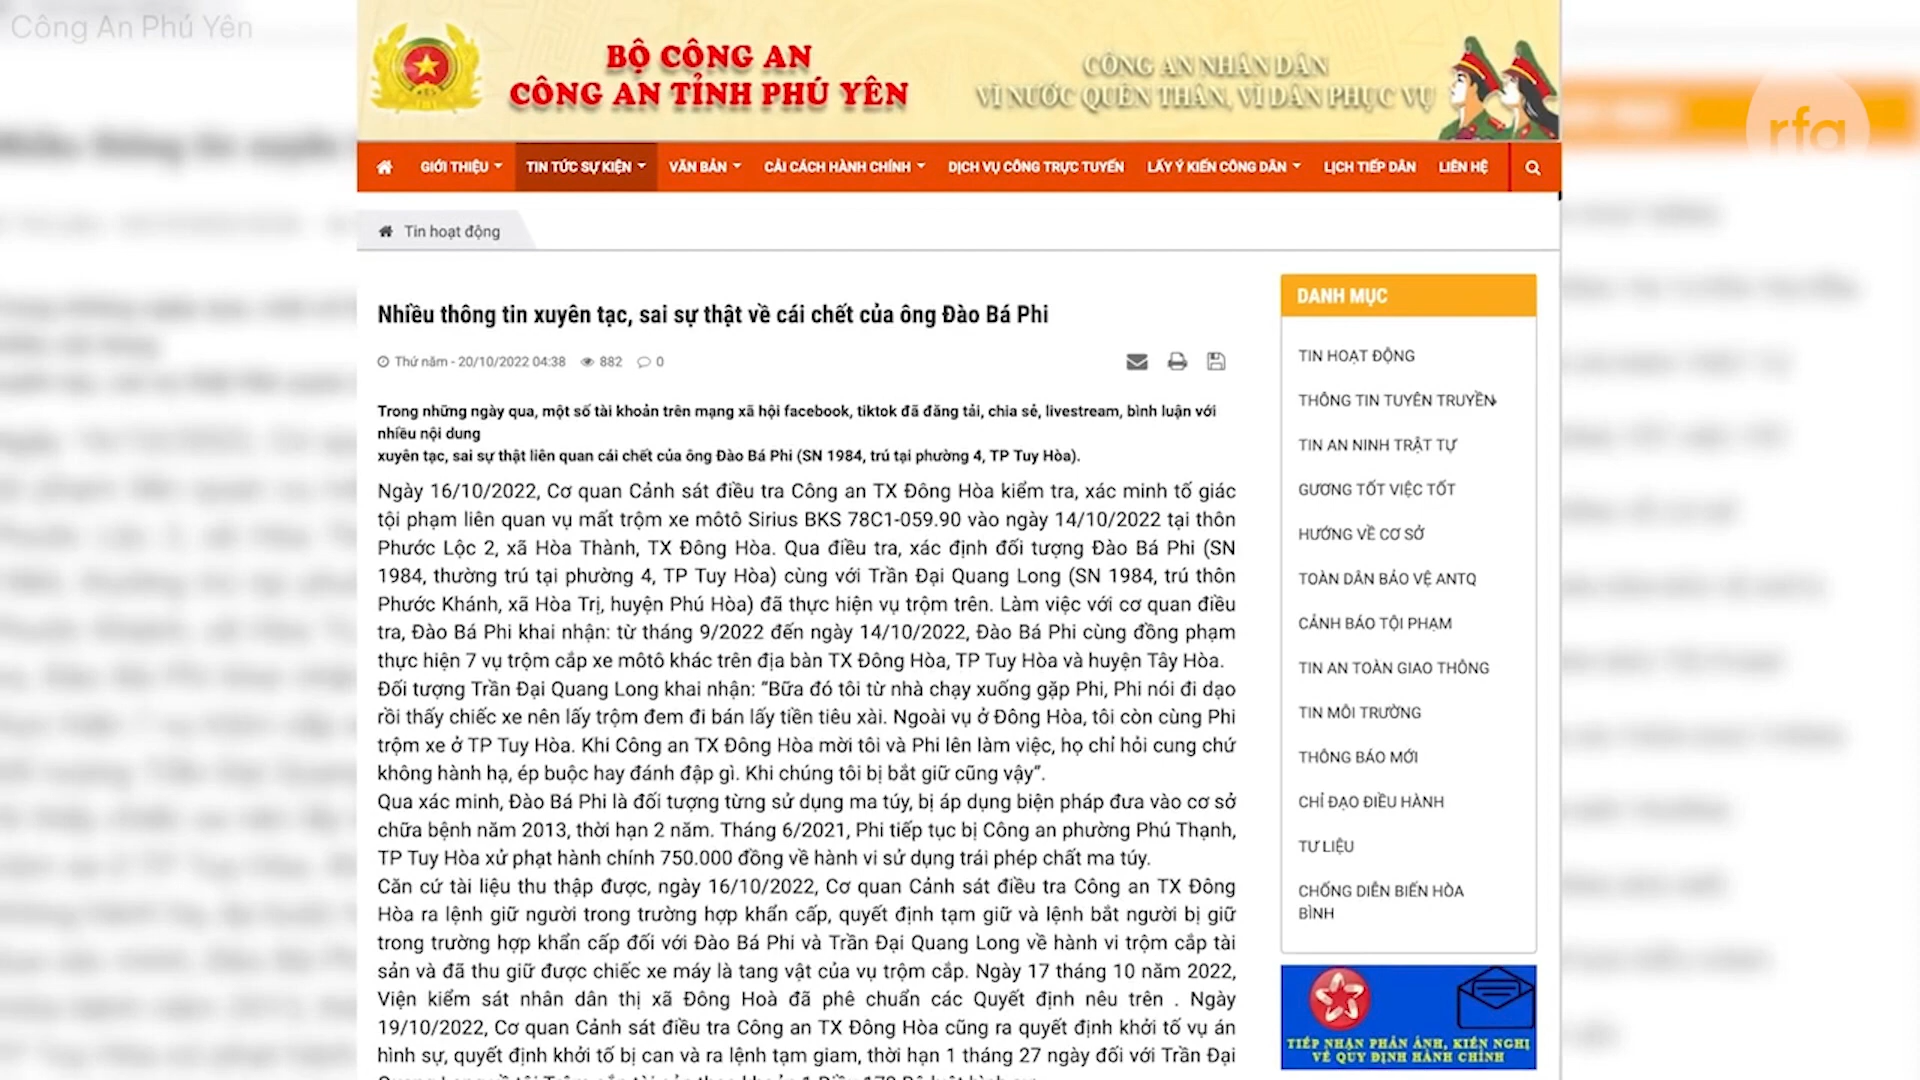 Công An Phú Yên
BỘ CÔNG AN
CÔNG AN TỈNH PHÚ YÊN
CÔNG AN NHÂN DÂN
VÌ NƯỚC QUÊN THÂN, VÌ DÂN PHỤC VỤ
rfa
GIỚI THIỆU TIN TỨC SỰ KIỆN VĂN BẢN CẢI CÁCH HÀNH CHÍNH DỊCH VỤ CÔNG TRỰC TUYẾN LẤY Ý KIẾN CÔNG DÂN LỊCH TIẾP DÂN LIÊN HỆ
Tin hoạt động
Nhiều thông tin xuyên tạc, sai sự thật về cái chết của ông Đào Bá Phi
Thứ năm - 20/10/2022 04:38 882 0
Trong những ngày qua, một số tài khoản trên mạng xã hội facebook, tiktok đã đăng tải, chia sẻ, livestream, bình luận với
nhiều nội dung
xuyên tạc, sai sự thật liên quan cái chết của ông Đào Bá Phi (SN 1984, trú tại phường 4, TP Tuy Hòa).
Ngày 16/10/2022, Cơ quan Cảnh sát điều tra Công an TX Đông Hòa kiểm tra, xác minh tố giác
tội phạm liên quan vụ mất trộm xe môtô Sirius BKS 78C1-059.90 vào ngày 14/10/2022 tại thôn
Phước Lộc 2, xã Hòa Thành, TX Đông Hòa. Qua điều tra, xác định đối tượng Đào Bá Phi (SN
1984, thường trú tại phường 4, TP Tuy Hòa) cùng với Trần Đại Quang Long (SN 1984, trú thôn
Phước Khánh, xã Hòa Trị, huyện Phú Hòa) đã thực hiện vụ trộm trên. Làm việc với cơ quan điều
tra, Đào Bá Phi khai nhận: từ tháng 9/2022 đến ngày 14/10/2022, Đào Bá Phi cùng đồng phạm
thực hiện 7 vụ trộm cắp xe môtô khác trên địa bàn TX Đông Hòa, TP Tuy Hòa và huyện Tây Hòa.
Đối tượng Trần Đại Quang Long khai nhận: “Bữa đó tôi từ nhà chạy xuống gặp Phi, Phi nói đi dạo
rồi thấy chiếc xe nên lấy trộm đem đi bán lấy tiền tiêu xài. Ngoài vụ ở Đông Hòa, tôi còn cùng Phi
trộm xe ở TP Tuy Hòa. Khi Công an TX Đông Hòa mời tôi và Phi lên làm việc, họ chỉ hỏi cung chứ
không hành hạ, ép buộc hay đánh đập gì. Khi chúng tôi bị bắt giữ cũng vậy”.
Qua xác minh, Đào Bá Phi là đối tượng từng sử dụng ma túy, bị áp dụng biện pháp đưa vào cơ sở
chữa bệnh năm 2013, thời hạn 2 năm. Tháng 6/2021, Phi tiếp tục bị Công an phường Phú Thạnh,
TP Tuy Hòa xử phạt hành chính 750.000 đồng về hành vi sử dụng trái phép chất ma túy.
Căn cứ tài liệu thu thập được, ngày 16/10/2022, Cơ quan Cảnh sát điều tra Công an TX Đông
Hòa ra lệnh giữ người trong trường hợp khẩn cấp, quyết định tạm giữ và lệnh bắt người bị giữ
trong trường hợp khẩn cấp đối với Đào Bá Phi và Trần Đại Quang Long về hành vi trộm cắp tài
sản và đã thu giữ được chiếc xe máy là tang vật của vụ trộm cắp. Ngày 17 tháng 10 năm 2022,
Viện kiểm sát nhân dân thị xã Đông Hoà đã phê chuẩn các Quyết định nêu trên . Ngày
19/10/2022, Cơ quan Cảnh sát điều tra Công an TX Đông Hòa cũng ra quyết định khởi tố vụ án
hình sự, quyết định khởi tố bị can và ra lệnh tạm giam, thời hạn 1 tháng 27 ngày đối với Trần Đại
DANH MỤC
TIN HOẠT ĐỘNG
THÔNG TIN TUYÊN TRUYỀN
TIN AN NINH TRẬT TỰ
GƯƠNG TỐT VIỆC TỐT
HƯỚNG VỀ CƠ SỞ
TOÀN DÂN BẢO VỆ ANTQ
CẢNH BÁO TỘI PHẠM
TIN AN TOÀN GIAO THÔNG
TIN MÔI TRƯỜNG
THÔNG BÁO MỚI
CHỈ ĐẠO ĐIỀU HÀNH
TƯ LIỆU
CHỐNG DIỄN BIẾN HÒA
BÌNH
TIẾP NHẬN PHẢN ÁNH, KIẾN NGHỊ
VỀ QUY ĐỊNH HÀNH CHÍNH